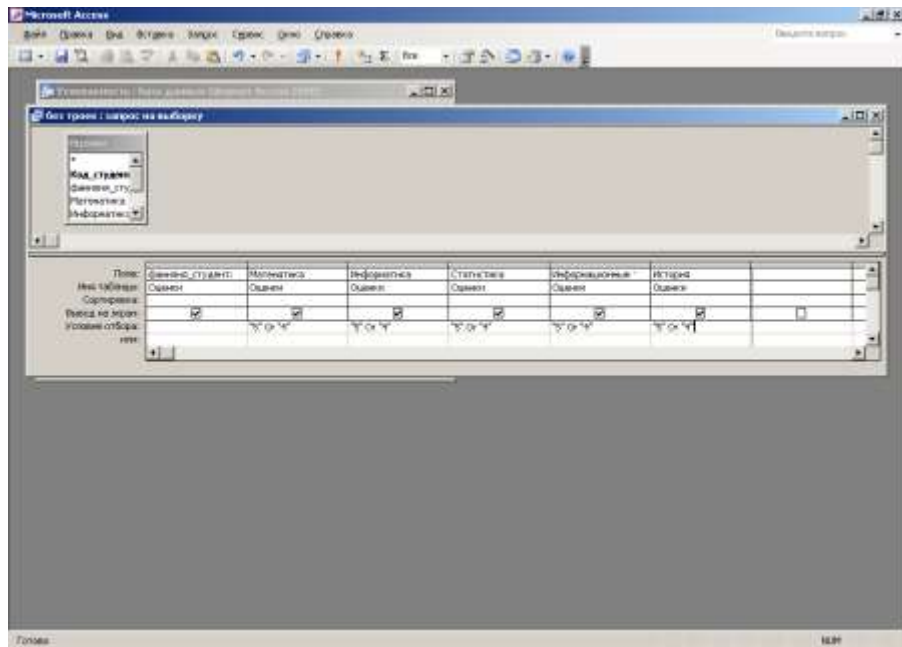 Microsoft Access
Файл Правка Вид Вставка Запрос Сервис Окно Справка
Все
без троек : запрос на выборку
Оценки
*
Код_студен
фамилия_сту
Математика
Информатика
Поле: фамилия_студента Математика Информатика Статистика Информационные История
Имя таблицы: Оценки Оценки Оценки Оценки Оценки Оценки
Сортировка:
Вывод на экран:
Условие отбора: "5" Or "4" "5" Or "4" "5" Or "4" "5" Or "4" "5" Or "4"
или:
Готово NUM